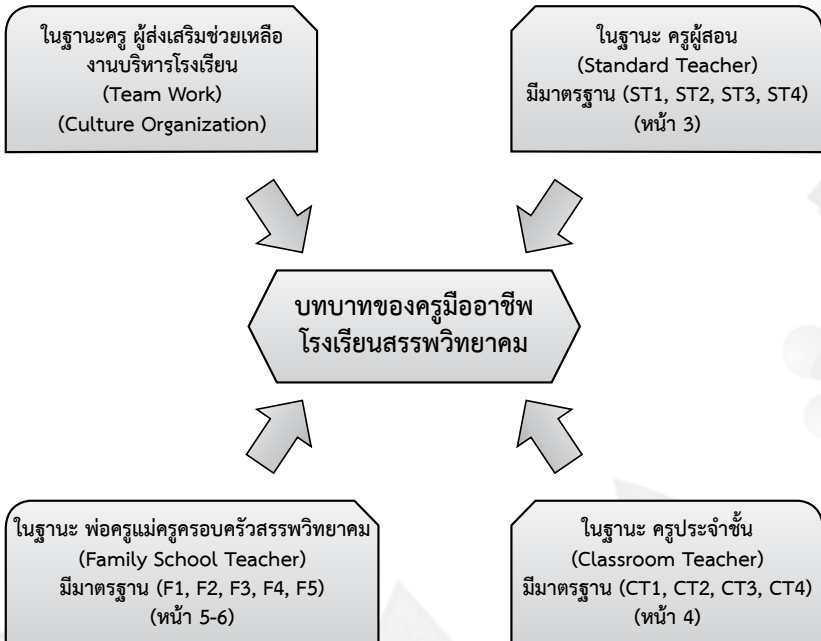 ในฐานะครู ผู้ส่งเสริมช่วยเหลือ
งานบริหารโรงเรียน
(Team Work)
(Culture Organization)
ในฐานะ ครูผู้สอน
(Standard Teacher)
มีมาตรฐาน (ST1, ST2, ST3, ST4)
(หน้า 3)
บทบาทของครูมืออาชีพ
โรงเรียนสรรพวิทยาคม
ในฐานะ พ่อครูแม่ครูครอบครัวสรรพวิทยาคม
(Family School Teacher)
มีมาตรฐาน (F1, F2, F3, F4, F5)
(หน้า 5-6)
ในฐานะ ครูประจำชั้น
(Classroom Teacher)
มีมาตรฐาน (CT1, CT2, CT3, CT4)
(หน้า 4)